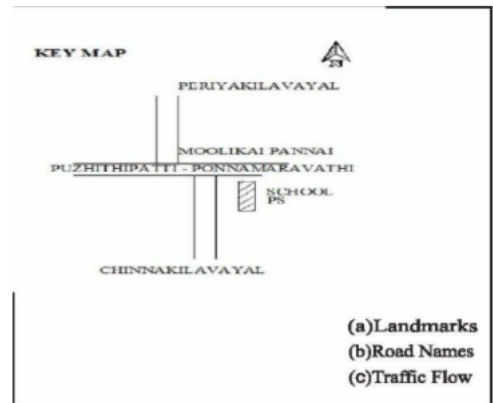 KEY MAP
N
PERIYAKILAVAYAL
MOOLIKAI PANNAI
PUZHITHIPATTI - PONNAMARAVATHI
SCHOOL
PS
CHINNAKILAVAYAL
(a)Landmarks
(b)Road Names
(c)Traffic Flow